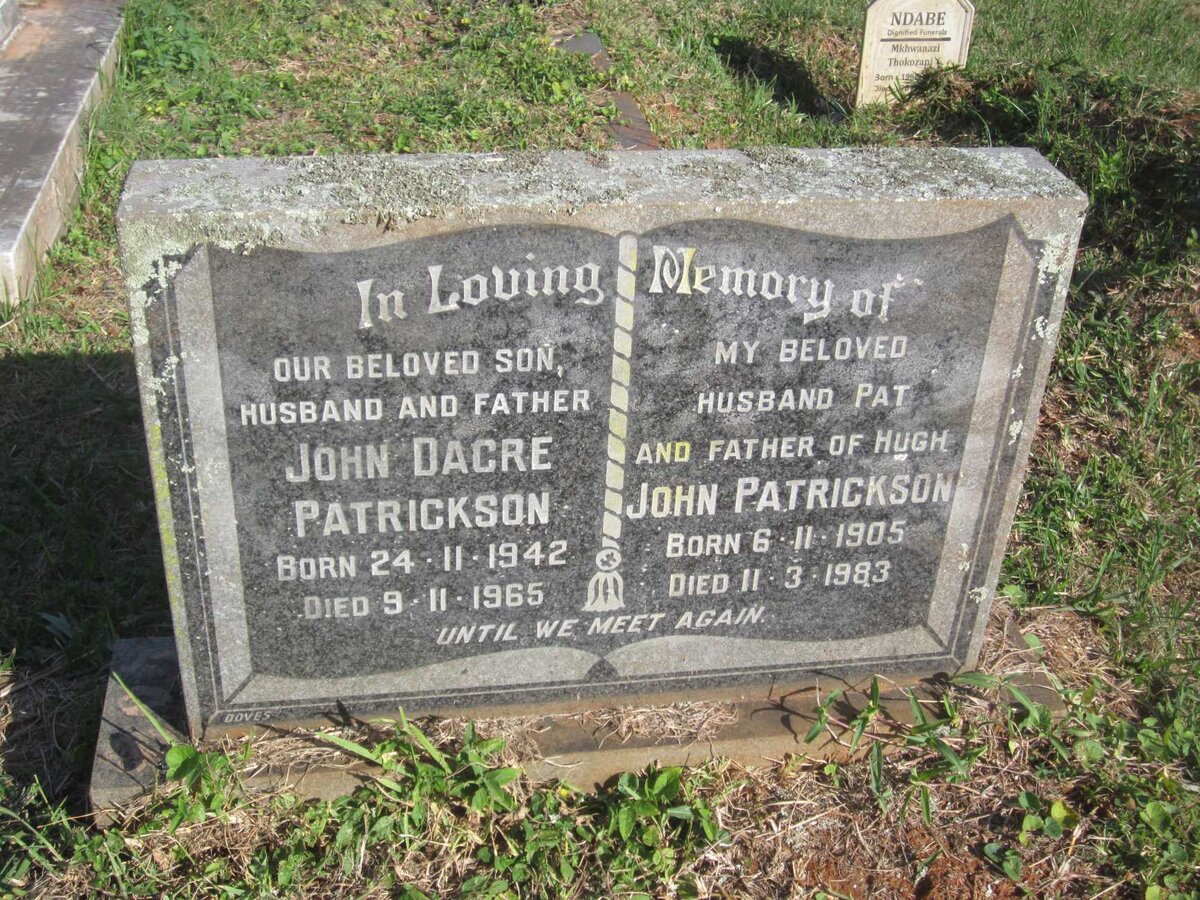 NDABE
Dignified Funerals
Mkhwanazi
Thokozani
Born
In Loving Memory of
OUR BELOVED SON,
HUSBAND AND FATHER
JOHN DACRE
PATRICKSON
BORN 24·11·1942
DIED 9·11·1965
MY BELOVED
HUSBAND PAT
AND FATHER OF HUGH
JOHN PATRICKSON
BORN 6·11·1905
DIED 11·3·1983
UNTIL WE MEET AGAIN.
DOVES